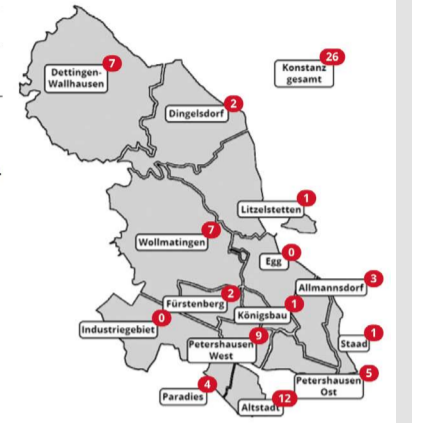 26
Konstanz
gesamt
7
Dettingen-
Wallhausen
2
Dingelsdorf
1
Litzelstetten
7
Wollmatingen
0
Egg
3
Allmannsdorf
2
Fürstenberg
1
Königsbau
0
Industriegebiet
9
Petershausen
West
1
Staad
5
Petershausen
Ost
4
Paradies
12
Altstadt